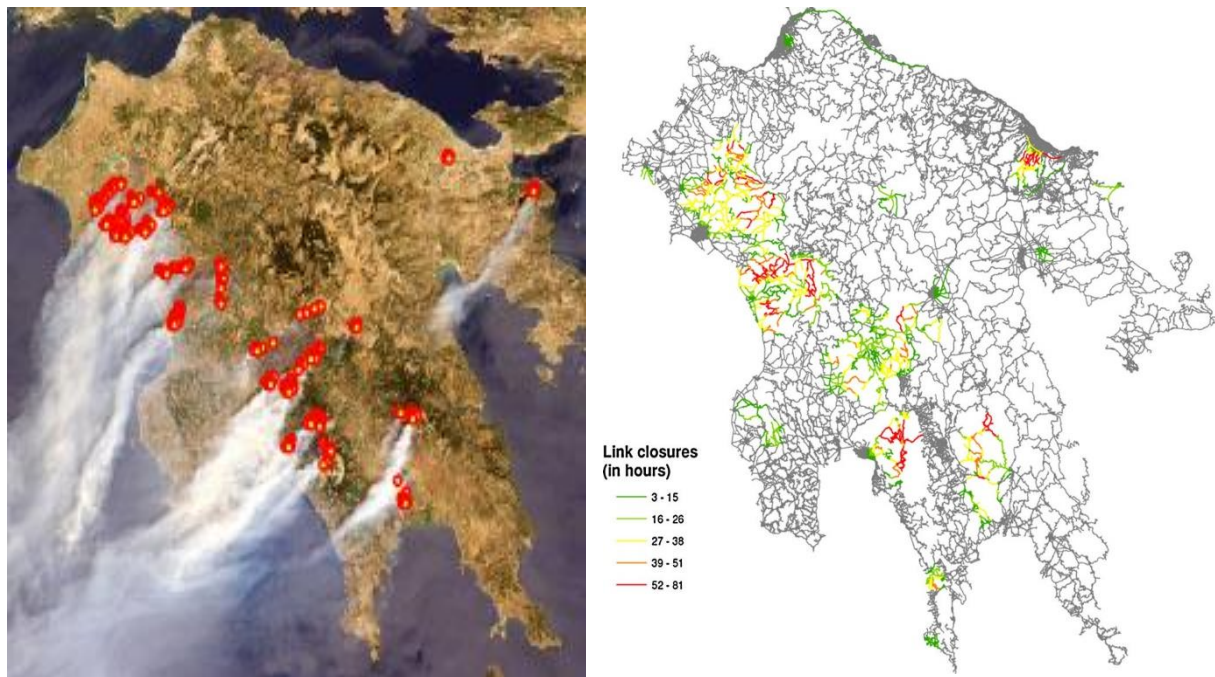 Link closures
(in hours)
3 - 15
16 - 26
27 - 38
39 - 51
52 - 81